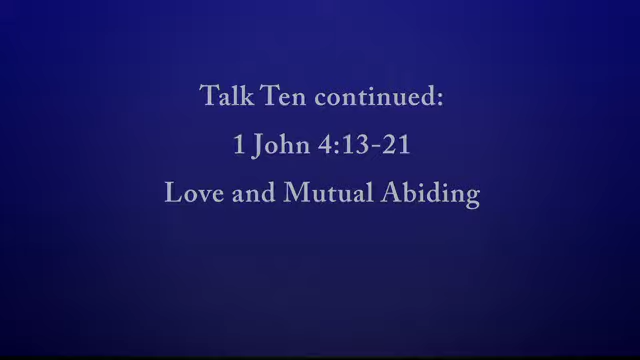 Talk Ten continued:
1 John 4:13-21
Love and Mutual Abiding